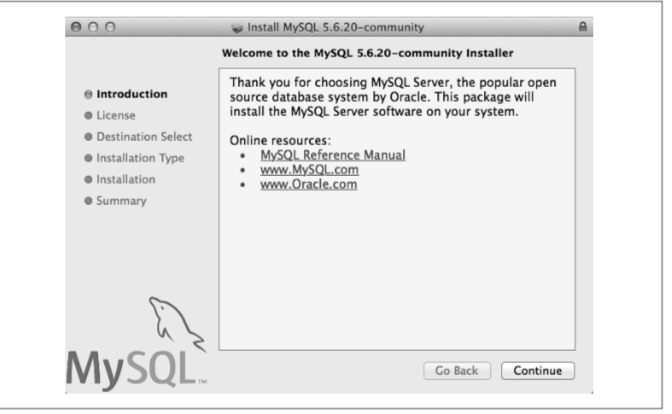 Install MySQL 5.6.20-community
Welcome to the MySQL 5.6.20-community Installer
Introduction
License
Destination Select
Installation Type
Installation
Summary
Thank you for choosing MySQL Server, the popular open
source database system by Oracle. This package will
install the MySQL Server software on your system.
Online resources:
• MySQL Reference Manual
• www.MySQL.com
• www.Oracle.com
MySQL™
Go Back
Continue